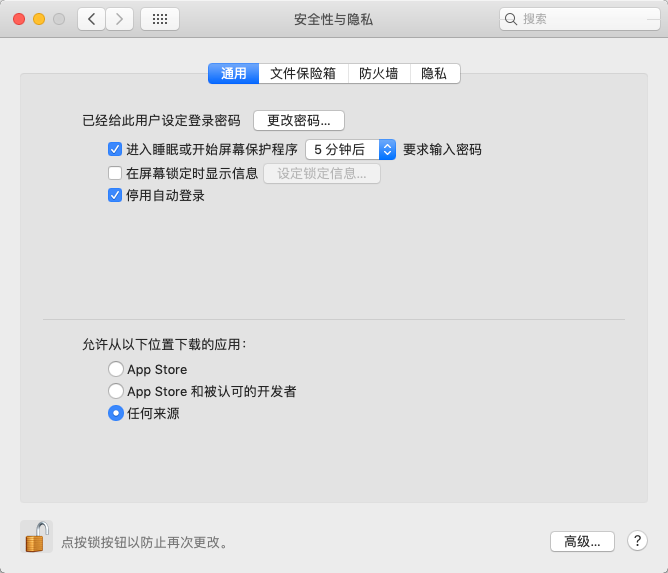 安全性与隐私
搜索
通用 文件保险箱 防火墙 隐私
已经给此用户设定登录密码 更改密码...
进入睡眠或开始屏幕保护程序 5 分钟后 要求输入密码
在屏幕锁定时显示信息 设定锁定信息...
停用自动登录
允许从以下位置下载的应用：
App Store
App Store 和被认可的开发者
任何来源
点按锁按钮以防止再次更改。
高级... ?